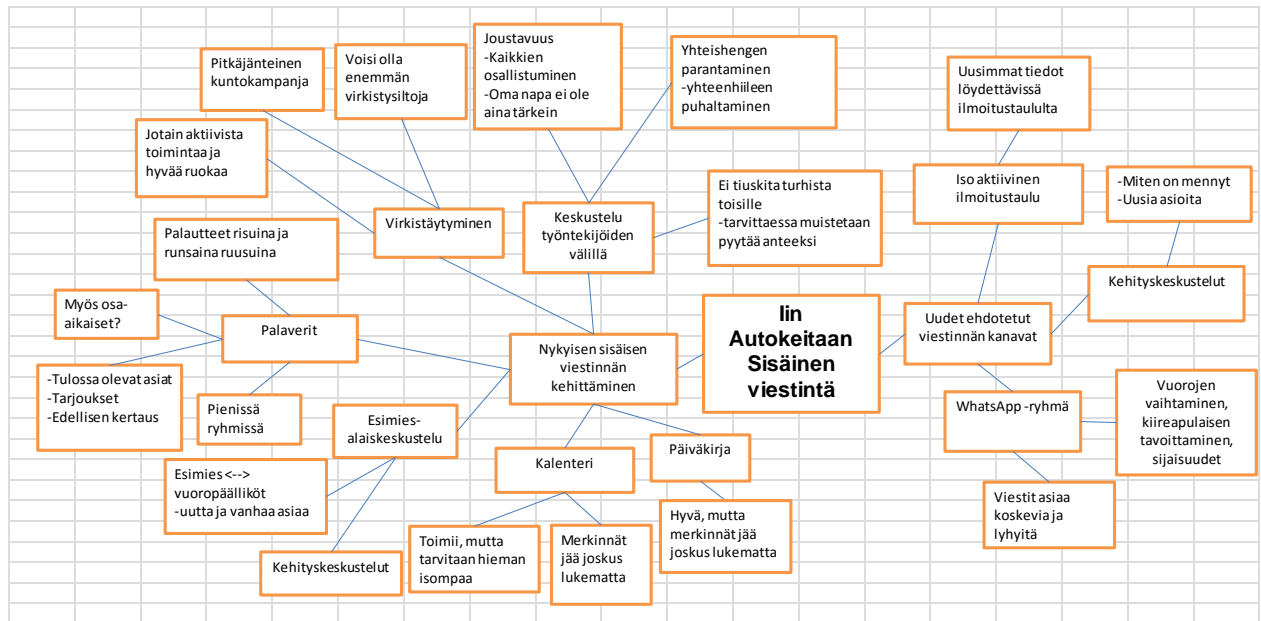 Pitkäjänteinen
kuntokampanja
Voisi olla
enemmän
virkistysiltoja
Joustavuus
-Kaikkien
osallistuminen
-Oma napa ei ole
aina tärkein
Yhteishengen
parantaminen
-yhteenhiileen
puhaltaminen
Uusimmat tiedot
löydettävissä
ilmoitustaululta
Jotain aktiivista
toimintaa ja
hyvää ruokaa
Iso aktiivinen
ilmoitustaulu
-Miten on mennyt
-Uusia asioita
Virkistäytyminen
Keskustelu
työntekijöiden
välillä
Ei tiuskita turhista
toisille
-tarvittaessa muistetaan
pyytää anteeksi
Palautteet risuina ja
runsaina ruusuina
Kehityskeskustelut
Myös osa-
aikaiset?
Palaverit
Nykyisen sisäisen
viestinnän
kehittäminen
Iin
Autokeitaan
Sisäinen
viestintä
Uudet ehdotetut
viestinnän kanavat
-Tulossa olevat asiat
-Tarjoukset
-Edellisen kertaus
Pienissä
ryhmissä
Esimies-
alaiskeskustelu
WhatsApp -ryhmä
Vuorojen
vaihtaminen,
kiireapulaisen
tavoittaminen,
sijaisuudet
Kalenteri
Päiväkirja
Esimies <-->
vuoropäälliköt
-uutta ja vanhaa asiaa
Viestit asiaa
koskevia ja
lyhyitä
Kehityskeskustelut
Toimii, mutta
tarvitaan hieman
isompaa
Merkinnät
jää joskus
lukematta
Hyvä, mutta
merkinnät jää
joskus lukematta